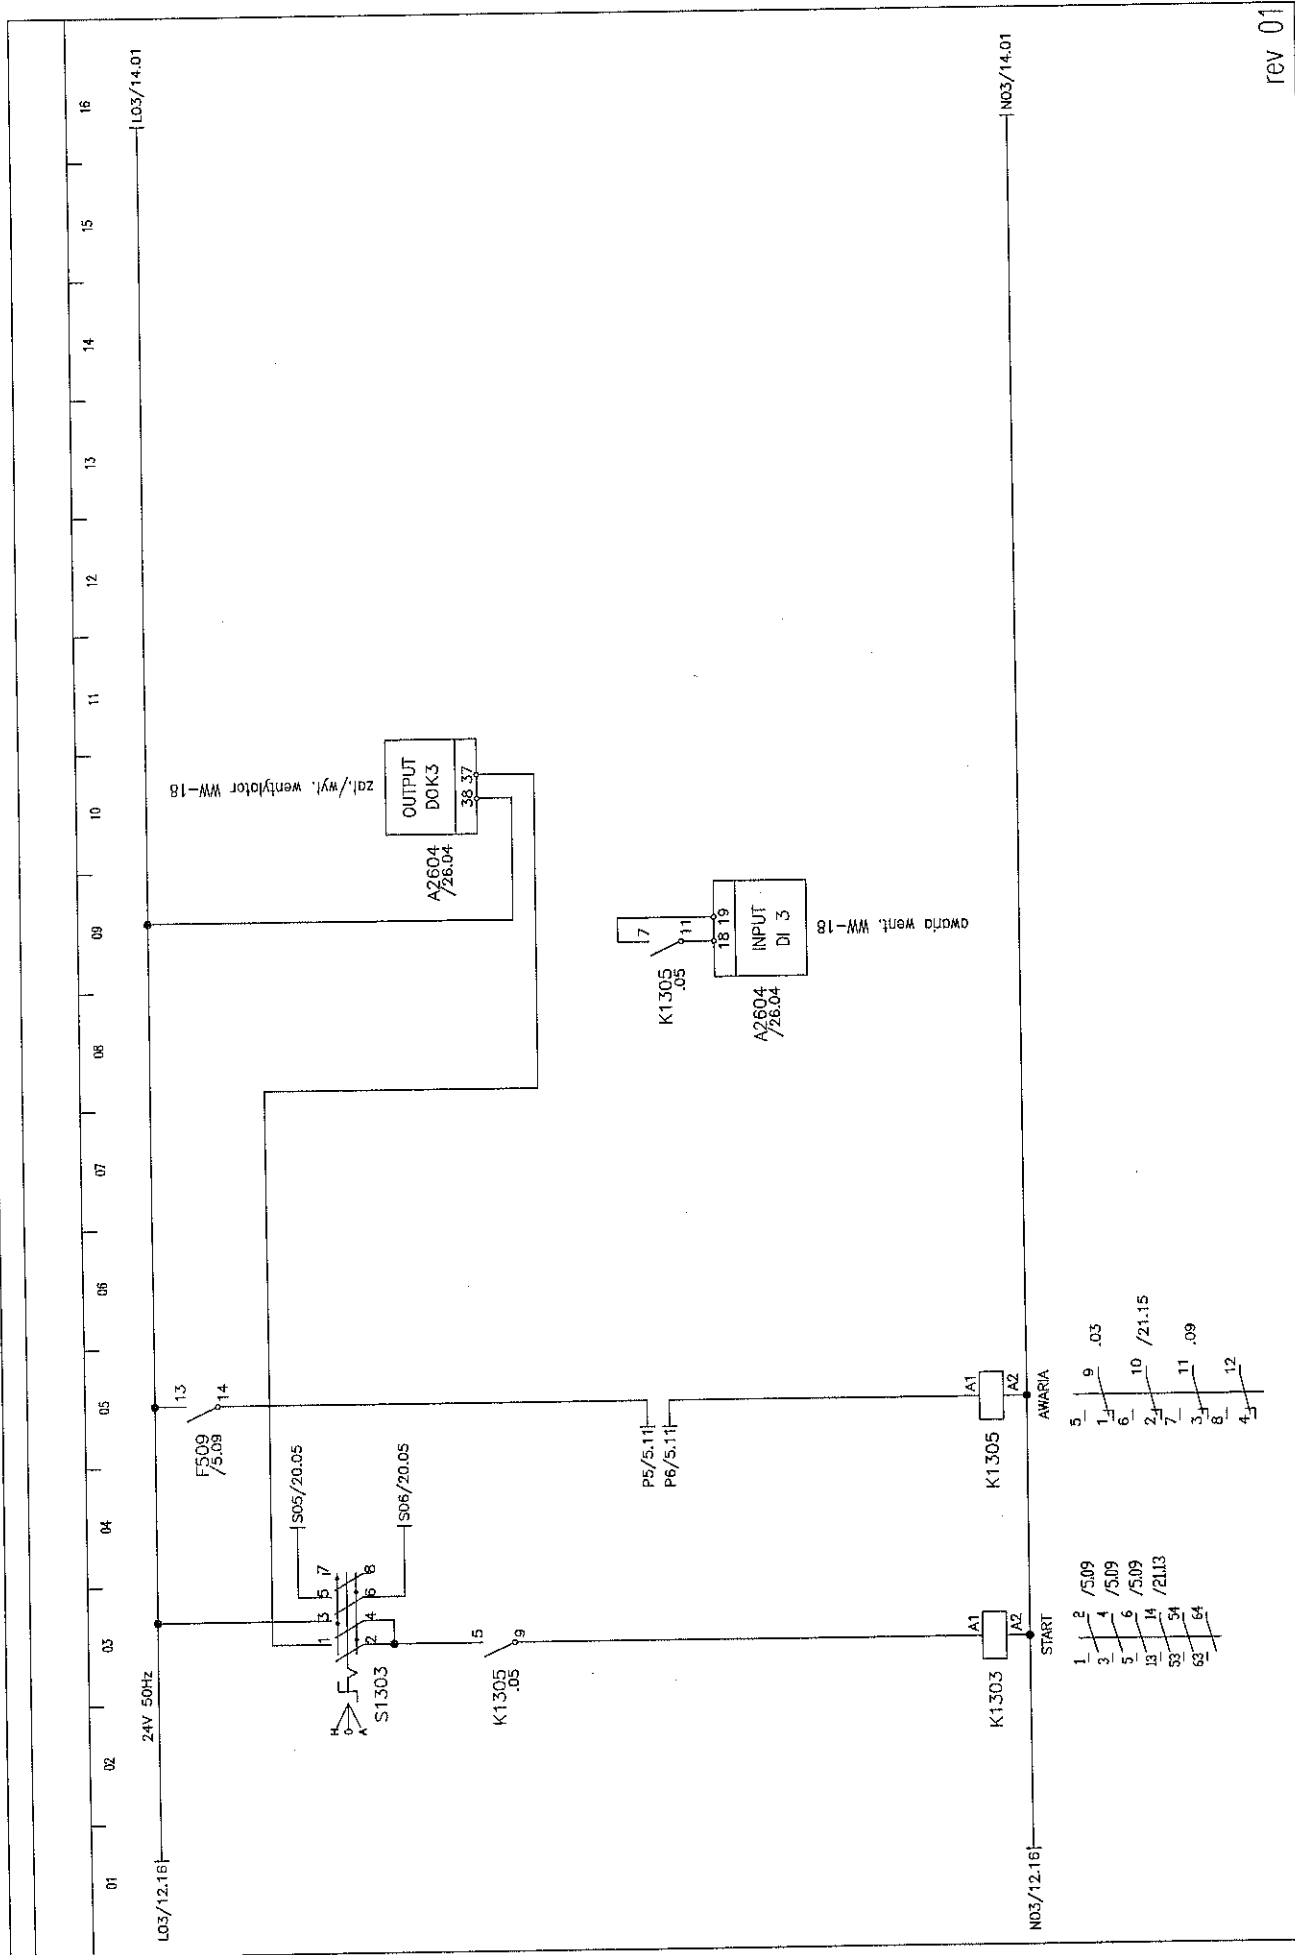 01 02 03 04 05 06 07 08 09 10 11 12 13 14 15 16
L03/12.16
24V 50Hz
L03/14.01
F509
/5.09
13
14
S05/20.05
S06/20.05
H
0
A
S1303
1 3 5 7
2 4 6 8
K1305
.05
5
9
P5/5.11
P6/5.11
zał./wył. wentylator WW-18
OUTPUT
DOK3
38 37
A2604
/26.04
K1305
.05
7
11
18 19
INPUT
DI 3
A2604
/26.04
awaria went. WW-18
K1303
A1
A2
START
K1305
A1
A2
AWARIA
N03/12.16
N03/14.01
1 2 /5.09
3 4 /5.09
5 6 /5.09
13 14 /21.13
53 54
63 64
5
1 9 .03
6
2 10 /21.15
7
3 11 .09
8
4 12
rev 01